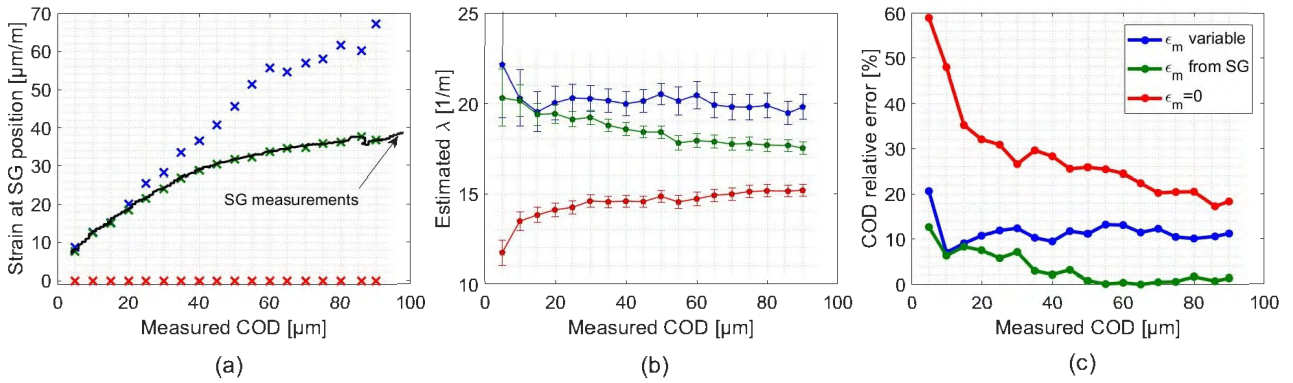 70
60
50
40
30
20
10
0
Strain at SG position [μm/m]
SG measurements
0 20 40 60 80 100
Measured COD [μm]
(a)
25
20
15
10
Estimated λ [1/m]
0 20 40 60 80 100
Measured COD [μm]
(b)
60
50
40
30
20
10
0
COD relative error [%]
ϵm variable
ϵm from SG
ϵm=0
0 20 40 60 80 100
Measured COD [μm]
(c)